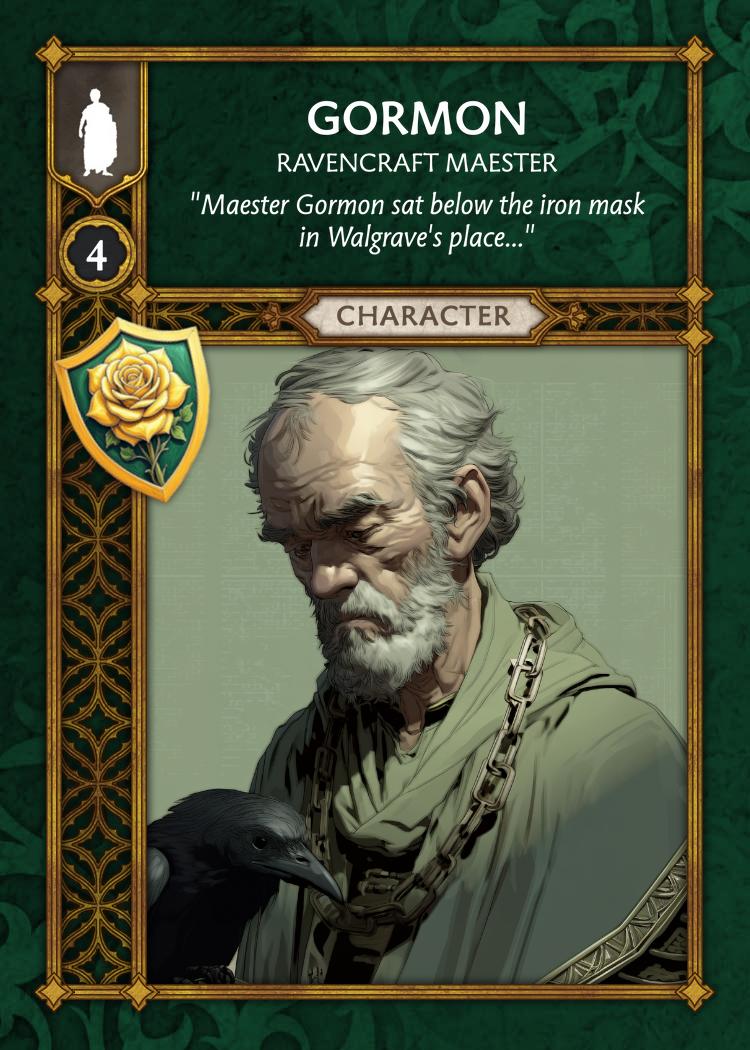 GORMON
RAVENCRAFT MAESTER
"Maester Gormon sat below the iron mask
in Walgrave's place..."
4
CHARACTER